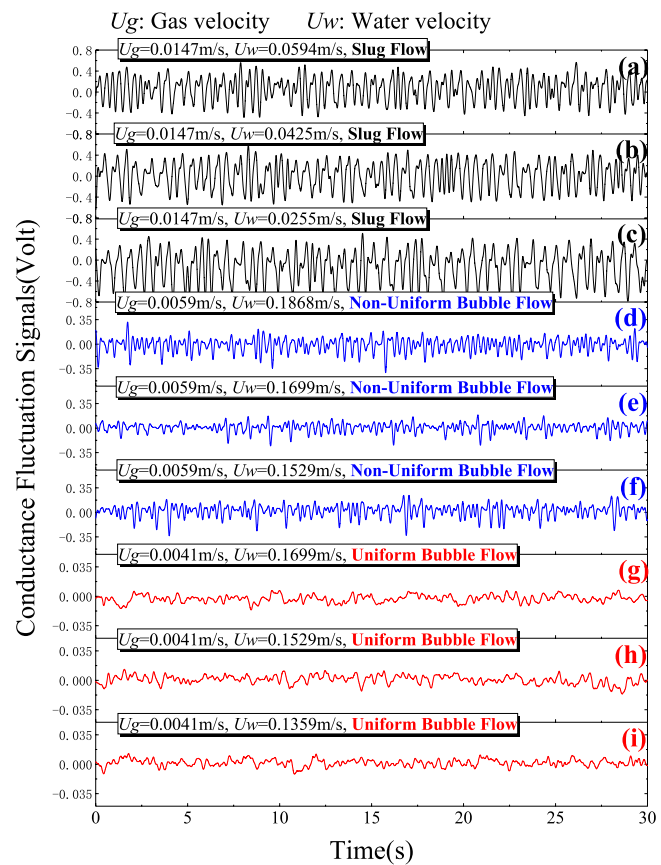 Ug: Gas velocity Uw: Water velocity
Ug=0.0147m/s, Uw=0.0594m/s, Slug Flow
(a)
0.8
0.4
0.0
-0.4
-0.8
Ug=0.0147m/s, Uw=0.0425m/s, Slug Flow
(b)
0.4
0.0
-0.4
-0.8
Ug=0.0147m/s, Uw=0.0255m/s, Slug Flow
(c)
0.4
0.0
-0.4
-0.8
Ug=0.0059m/s, Uw=0.1868m/s, Non-Uniform Bubble Flow
(d)
0.35
0.00
-0.35
Ug=0.0059m/s, Uw=0.1699m/s, Non-Uniform Bubble Flow
(e)
0.35
0.00
-0.35
Ug=0.0059m/s, Uw=0.1529m/s, Non-Uniform Bubble Flow
(f)
0.35
0.00
-0.35
Ug=0.0041m/s, Uw=0.1699m/s, Uniform Bubble Flow
(g)
0.035
0.000
-0.035
Ug=0.0041m/s, Uw=0.1529m/s, Uniform Bubble Flow
(h)
0.035
0.000
-0.035
Ug=0.0041m/s, Uw=0.1359m/s, Uniform Bubble Flow
(i)
0.035
0.000
-0.035
0 5 10 15 20 25 30
Time(s)
Conductance Fluctuation Signals(Volt)